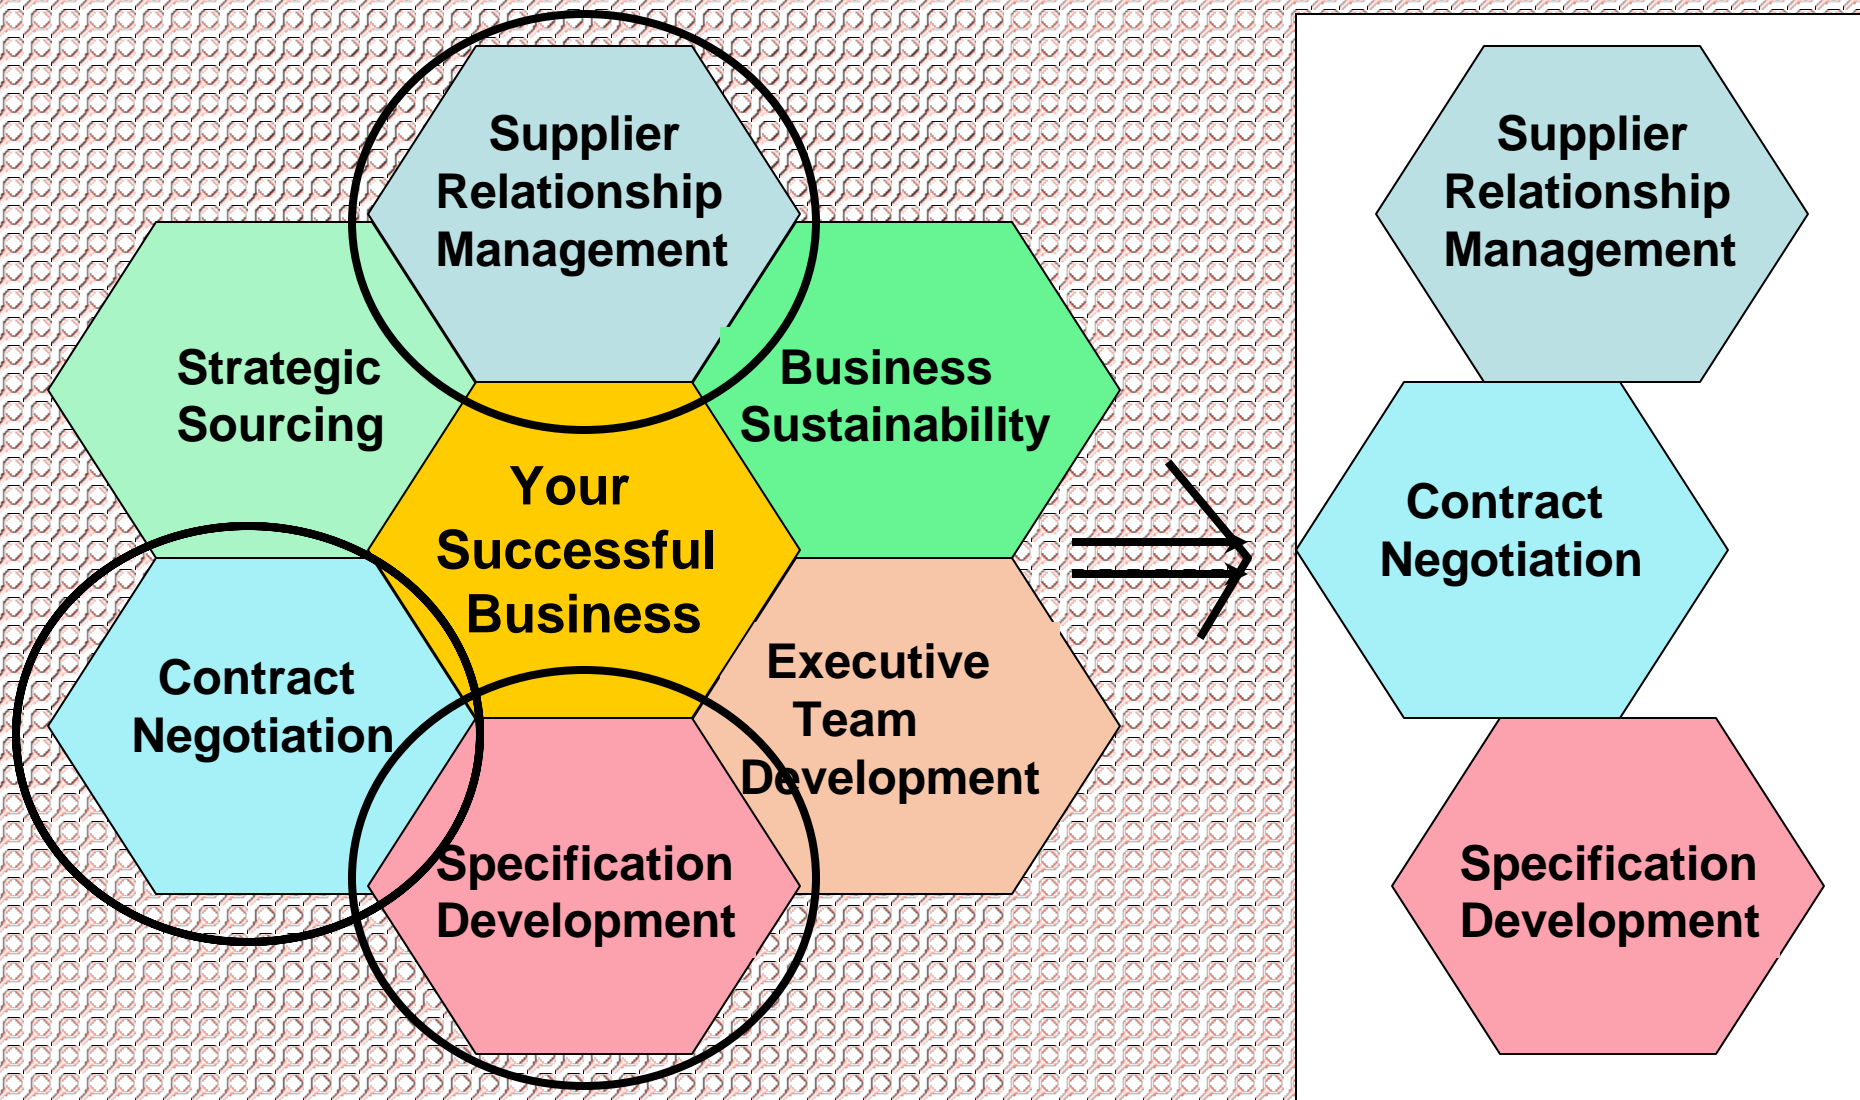 Supplier
Relationship
Management
Strategic
Sourcing
Business
Sustainability
Your
Successful
Business
Contract
Negotiation
Executive
Team
Development
Specification
Development
Supplier
Relationship
Management
Contract
Negotiation
Specification
Development